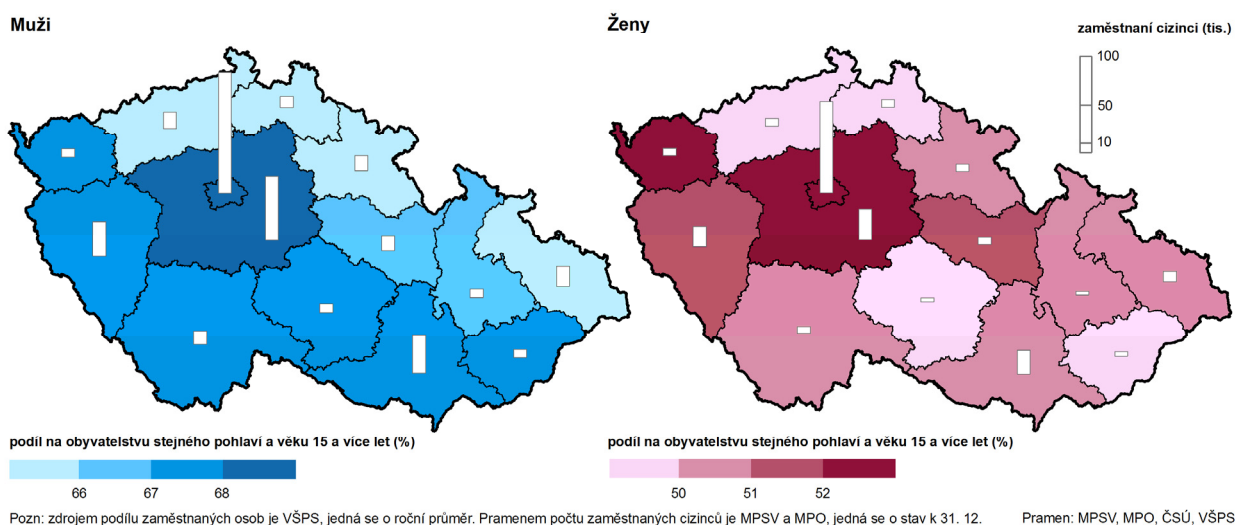 Muži
Ženy
zaměstnaní cizinci (tis.)
100
50
10
podíl na obyvatelstvu stejného pohlaví a věku 15 a více let (%)
66 67 68
podíl na obyvatelstvu stejného pohlaví a věku 15 a více let (%)
50 51 52
Pozn: zdrojem podílu zaměstnaných osob je VŠPS, jedná se o roční průměr. Pramenem počtu zaměstnaných cizinců je MPSV a MPO, jedná se o stav k 31. 12.
Pramen: MPSV, MPO, ČSÚ, VŠPS